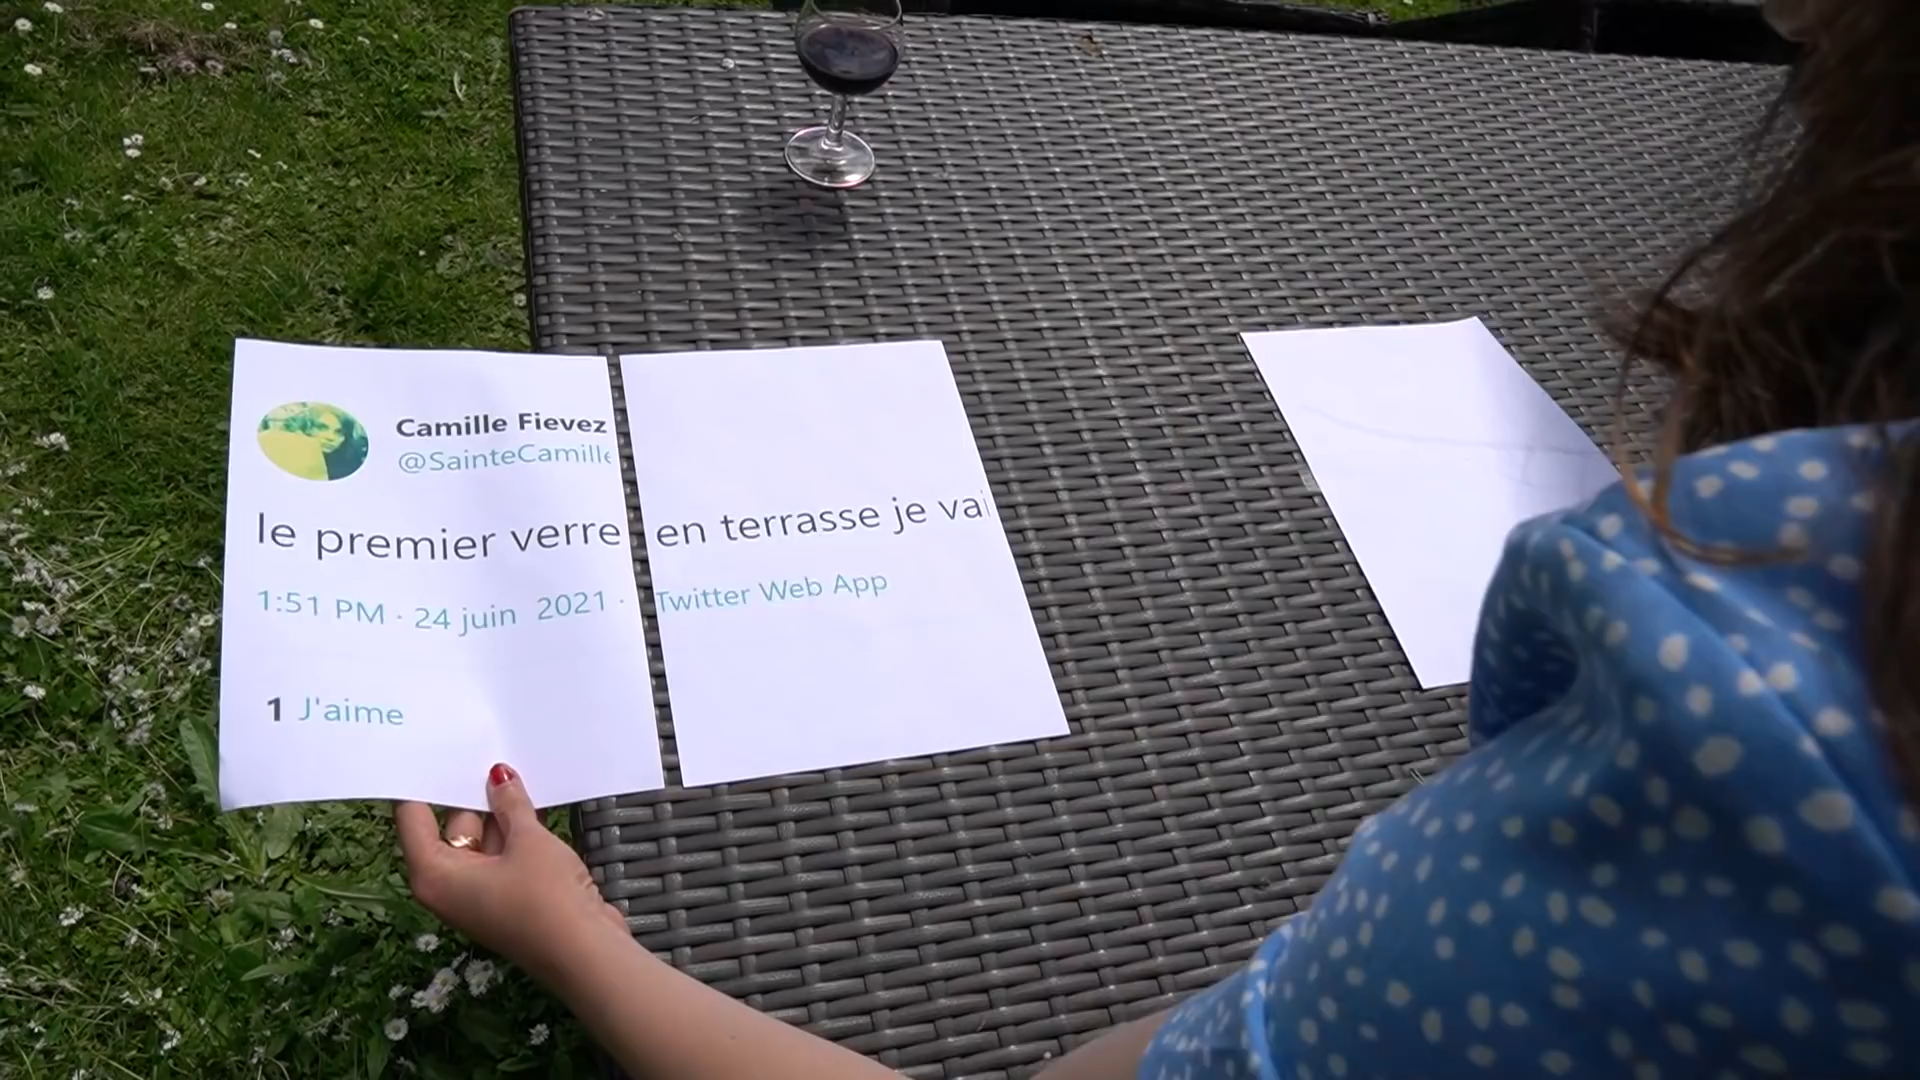 Camille Fievez
@SainteCamille
le premier verre en terrasse je vai
1:51 PM · 24 juin 2021 · Twitter Web App
1 J'aime